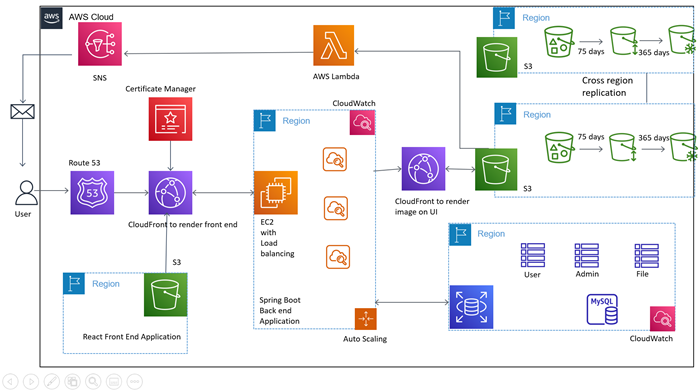 aws
AWS Cloud
SNS
AWS Lambda
Region
S3
75 days
365 days
Cross region
replication
Certificate Manager
CloudWatch
Region
Region
S3
75 days
365 days
Route 53
53
User
CloudFront to render front end
EC2
with
Load
balancing
CloudFront to render
image on UI
S3
Region
React Front End Application
Spring Boot
Back end
Application
Auto Scaling
Region
User
Admin
File
MySQL
CloudWatch